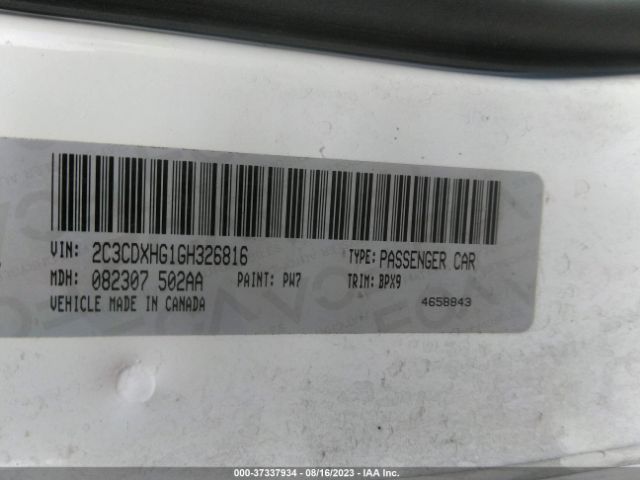 VIN: 2C3CDXHG1GH326816 TYPE: PASSENGER CAR
MDH: 082307 502AA PAINT: PW7 TRIM: BPX9
VEHICLE MADE IN CANADA 4658843
000-37337934 - 08/16/2023 - IAA Inc.